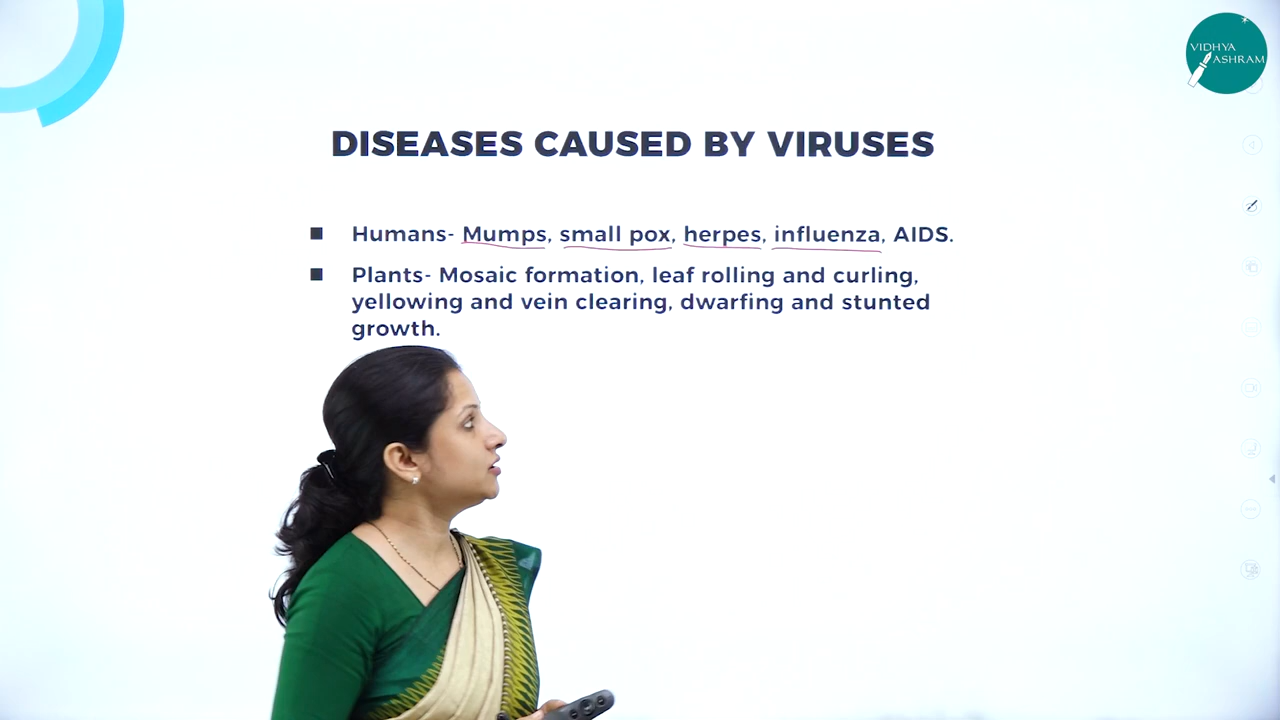 VIDHYA
ASHRAM
DISEASES CAUSED BY VIRUSES
Humans- Mumps, small pox, herpes, influenza, AIDS.
Plants- Mosaic formation, leaf rolling and curling,
yellowing and vein clearing, dwarfing and stunted
growth.